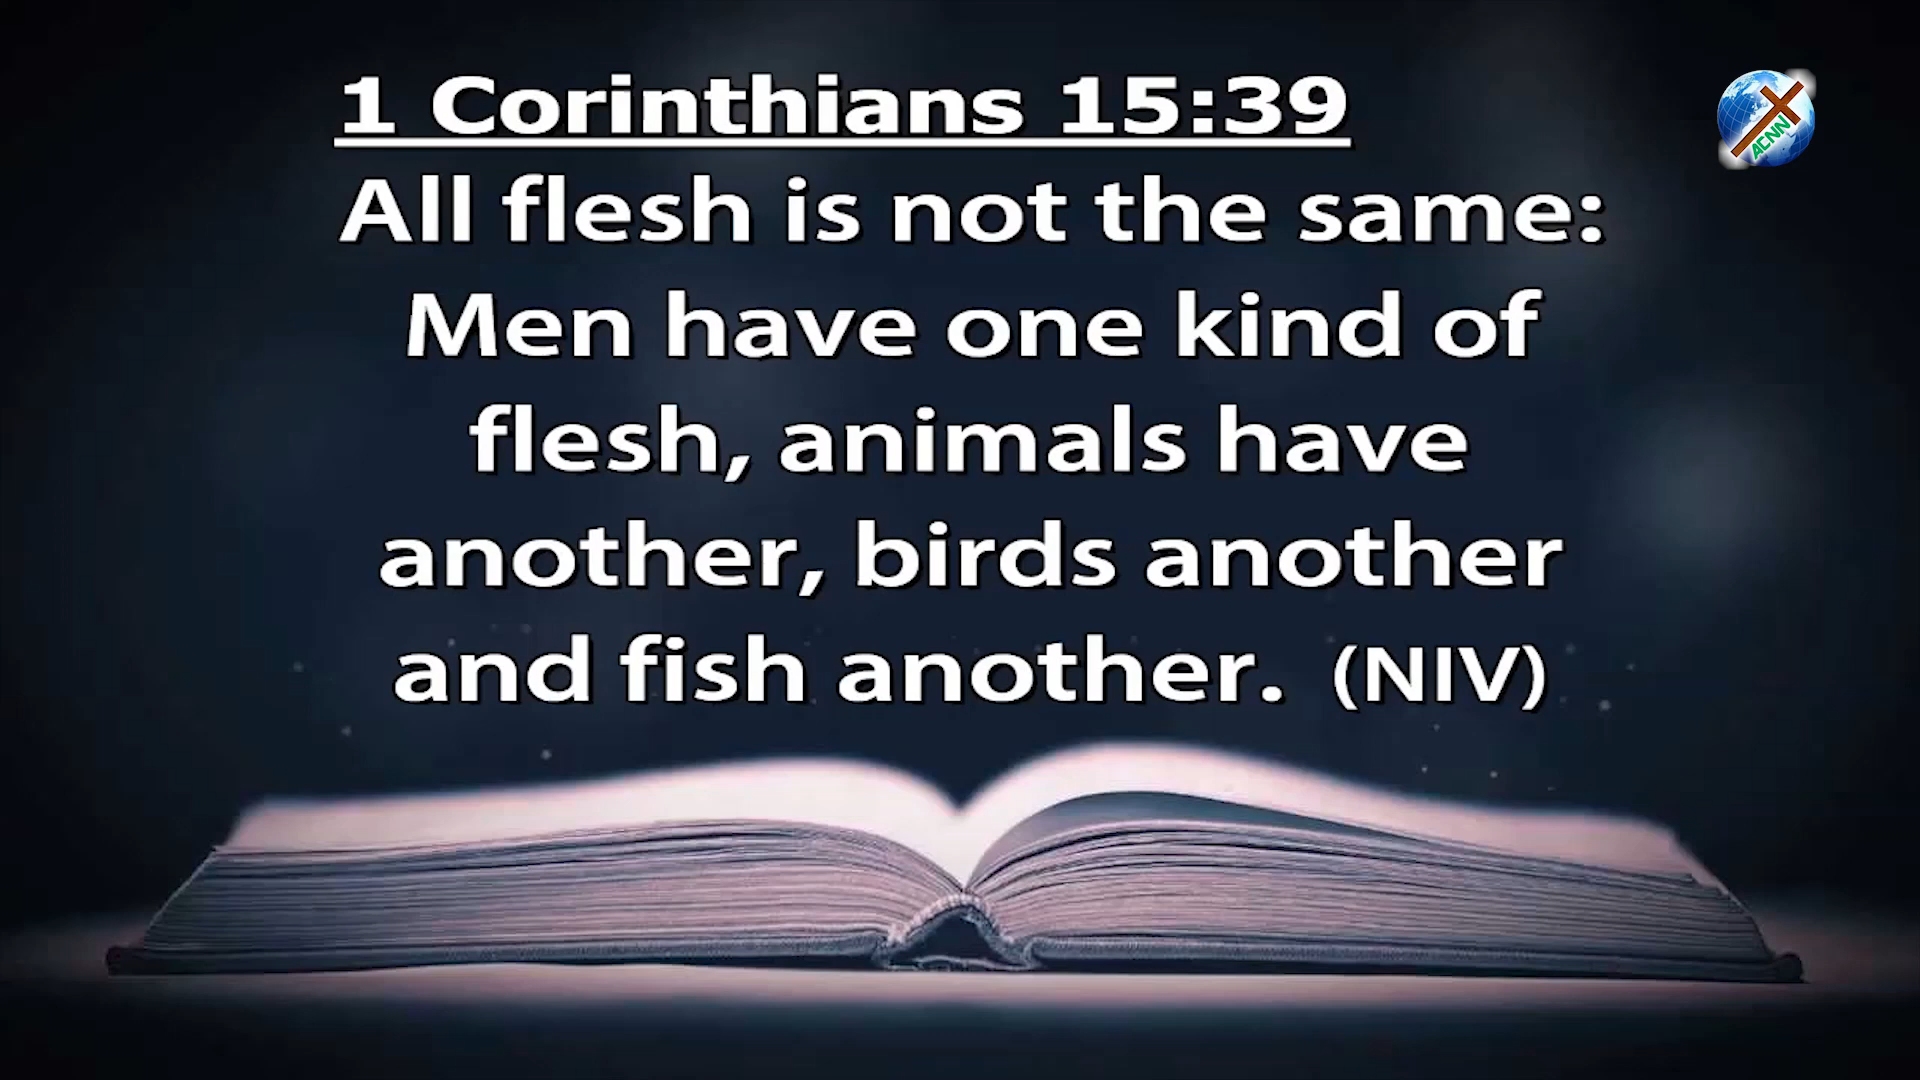 1 Corinthians 15:39
ACNN
All flesh is not the same:
Men have one kind of
flesh, animals have
another, birds another
and fish another. (NIV)